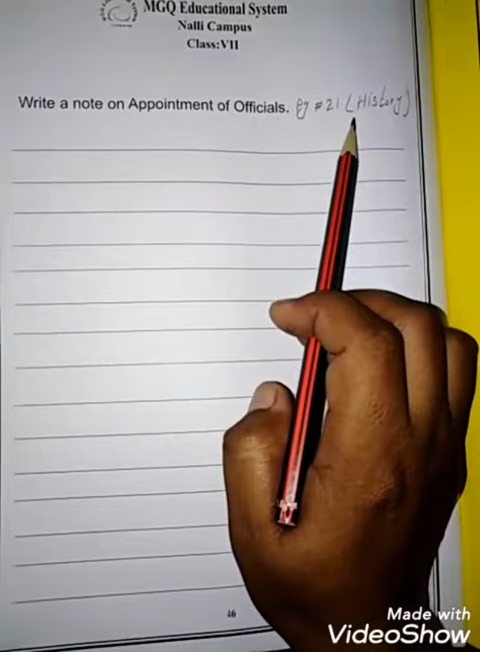 MGQ Educational System
Nalli Campus
Class:VII
Write a note on Appointment of Officials. Pg #21 (History)
46
Made with
VideoShow